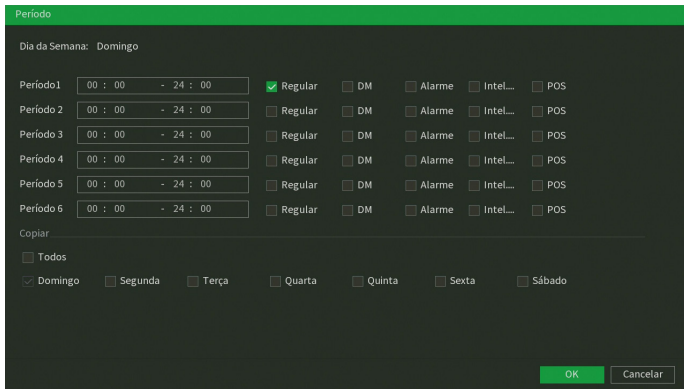 Período
Dia da Semana: Domingo
Período1 00 : 00 - 24 : 00 Regular DM Alarme Intel.... POS
Período 2 00 : 00 - 24 : 00 Regular DM Alarme Intel.... POS
Período 3 00 : 00 - 24 : 00 Regular DM Alarme Intel.... POS
Período 4 00 : 00 - 24 : 00 Regular DM Alarme Intel.... POS
Período 5 00 : 00 - 24 : 00 Regular DM Alarme Intel.... POS
Período 6 00 : 00 - 24 : 00 Regular DM Alarme Intel.... POS
Copiar
Todos
Domingo Segunda Terça Quarta Quinta Sexta Sábado
OK Cancelar